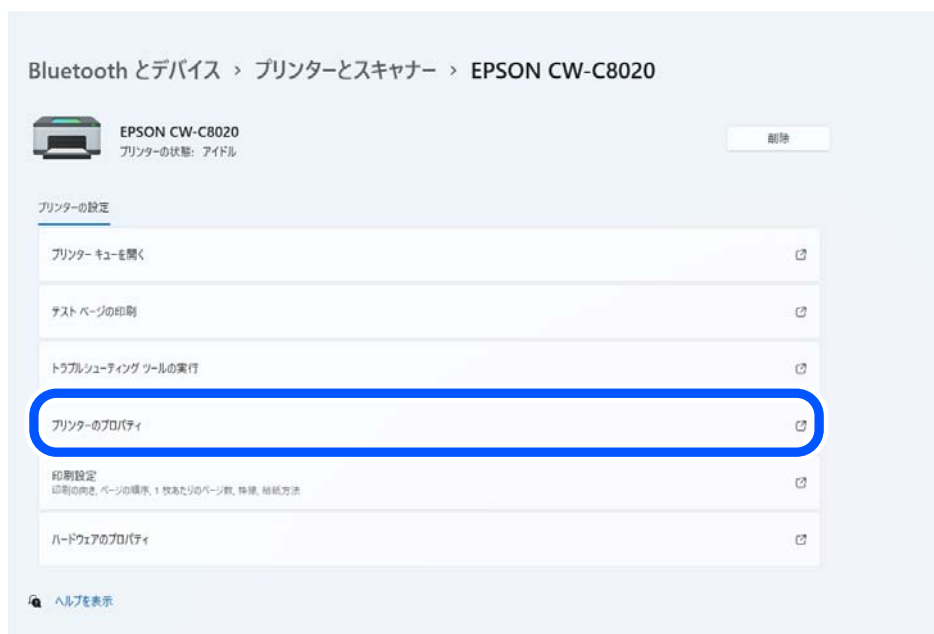 Bluetooth とデバイス › プリンターとスキャナー › EPSON CW-C8020
EPSON CW-C8020
プリンターの状態: アイドル
削除
プリンターの設定
プリンター キューを開く
テスト ページの印刷
トラブルシューティング ツールの実行
プリンターのプロパティ
印刷設定
印刷の向き, ページの順序, 1 枚あたりのページ数, 枠線, 給紙方法
ハードウェアのプロパティ
ヘルプを表示